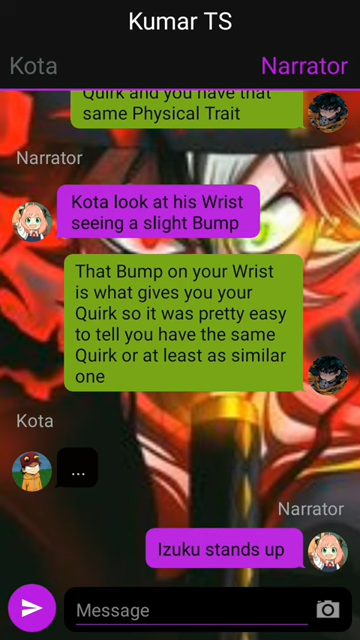 Kumar TS
Kota
Narrator
Quirk and you have that
same Physical Trait
Narrator
Kota look at his Wrist
seeing a slight Bump
That Bump on your Wrist
is what gives you your
Quirk so it was pretty easy
to tell you have the same
Quirk or at least as similar
one
Kota
...
Narrator
Izuku stands up
Message